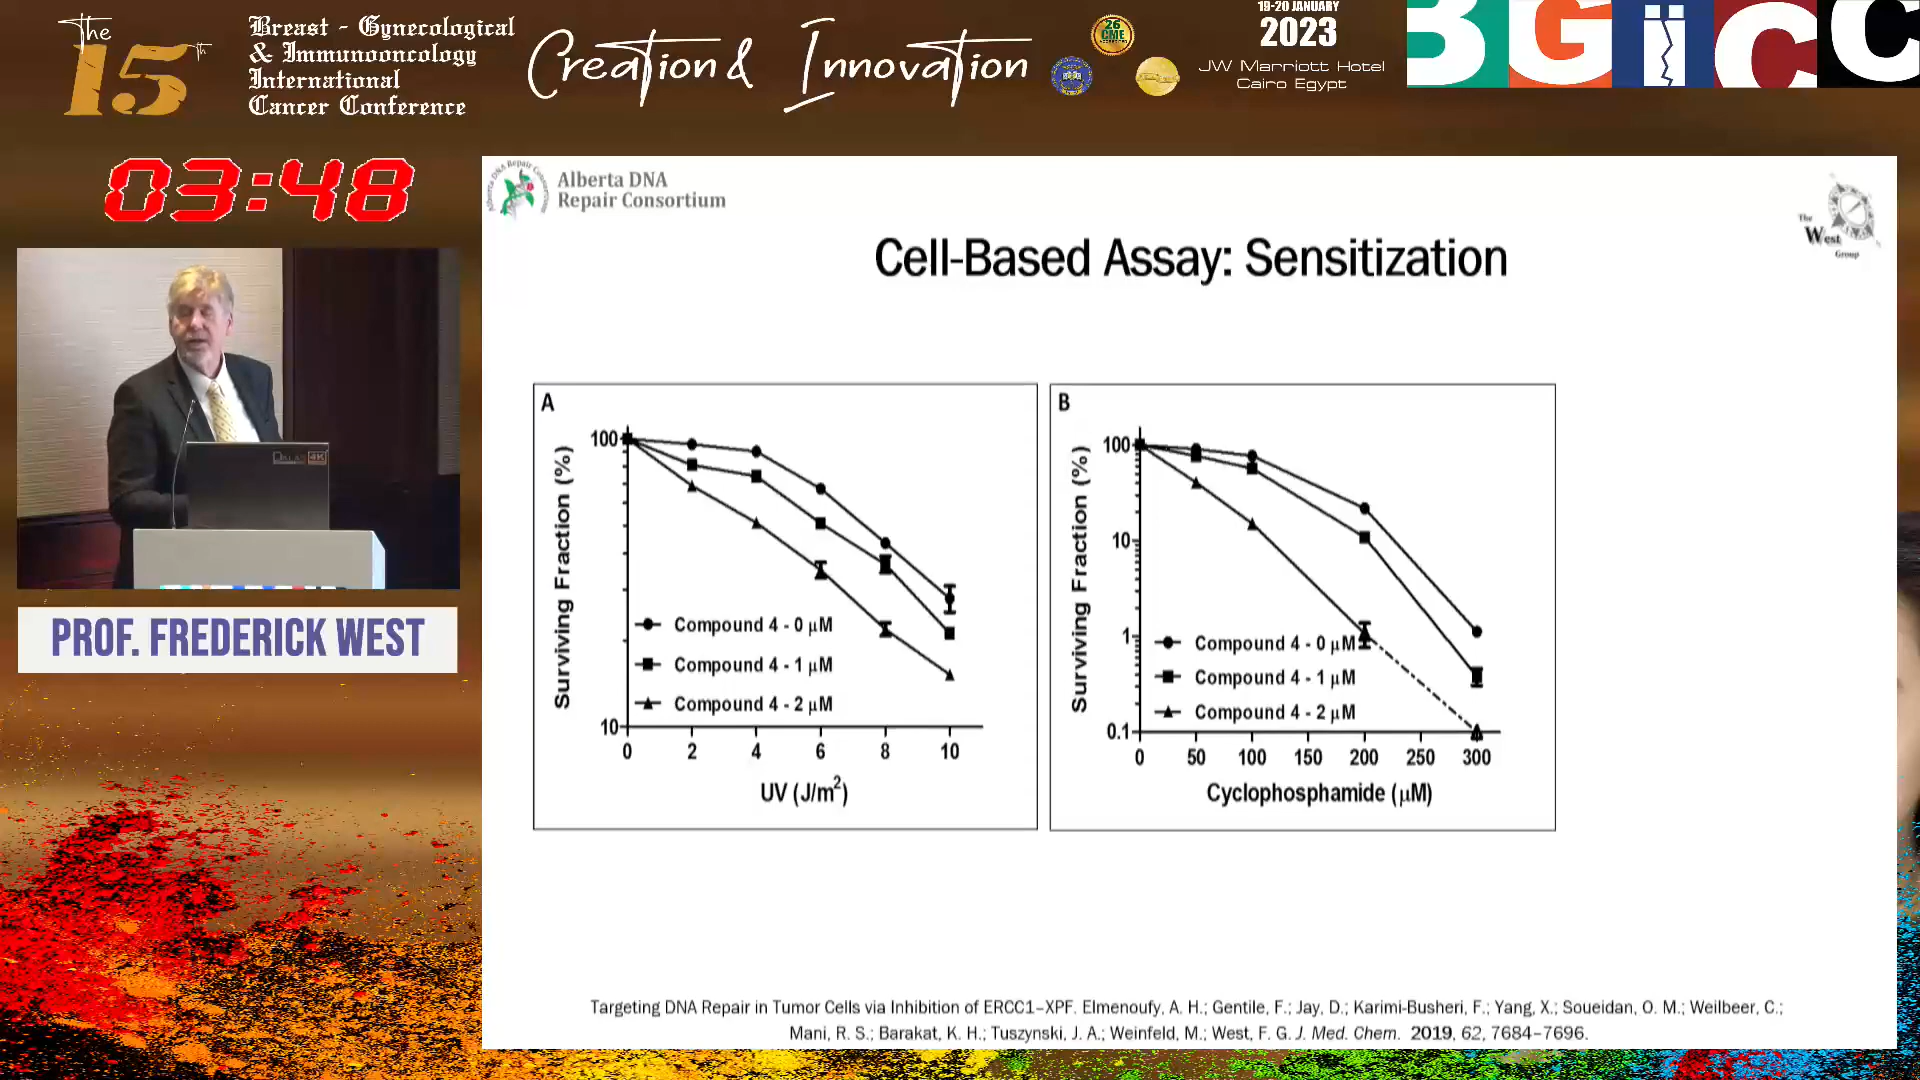 The 15th
Breast - Gynecological
& Immunooncology
International
Cancer Conference
Creation & Innovation
26
CME
19-20 JANUARY
2023
JW Marriott Hotel
Cairo Egypt
BGiCC
03:48
Alberta DNA
Repair Consortium
The
West
Group
Cell-Based Assay: Sensitization
A
Surviving Fraction (%)
100
10
Compound 4 - 0 µM
Compound 4 - 1 µM
Compound 4 - 2 µM
0 2 4 6 8 10
UV (J/m²)
B
Surviving Fraction (%)
100
10
1
0.1
Compound 4 - 0 µM
Compound 4 - 1 µM
Compound 4 - 2 µM
0 50 100 150 200 250 300
Cyclophosphamide (µM)
4K
PROF. FREDERICK WEST
Targeting DNA Repair in Tumor Cells via Inhibition of ERCC1–XPF. Elmenoufy, A. H.; Gentile, F.; Jay, D.; Karimi-Busheri, F.; Yang, X.; Soueidan, O. M.; Weilbeer, C.;
Mani, R. S.; Barakat, K. H.; Tuszynski, J. A.; Weinfeld, M.; West, F. G. J. Med. Chem. 2019, 62, 7684–7696.